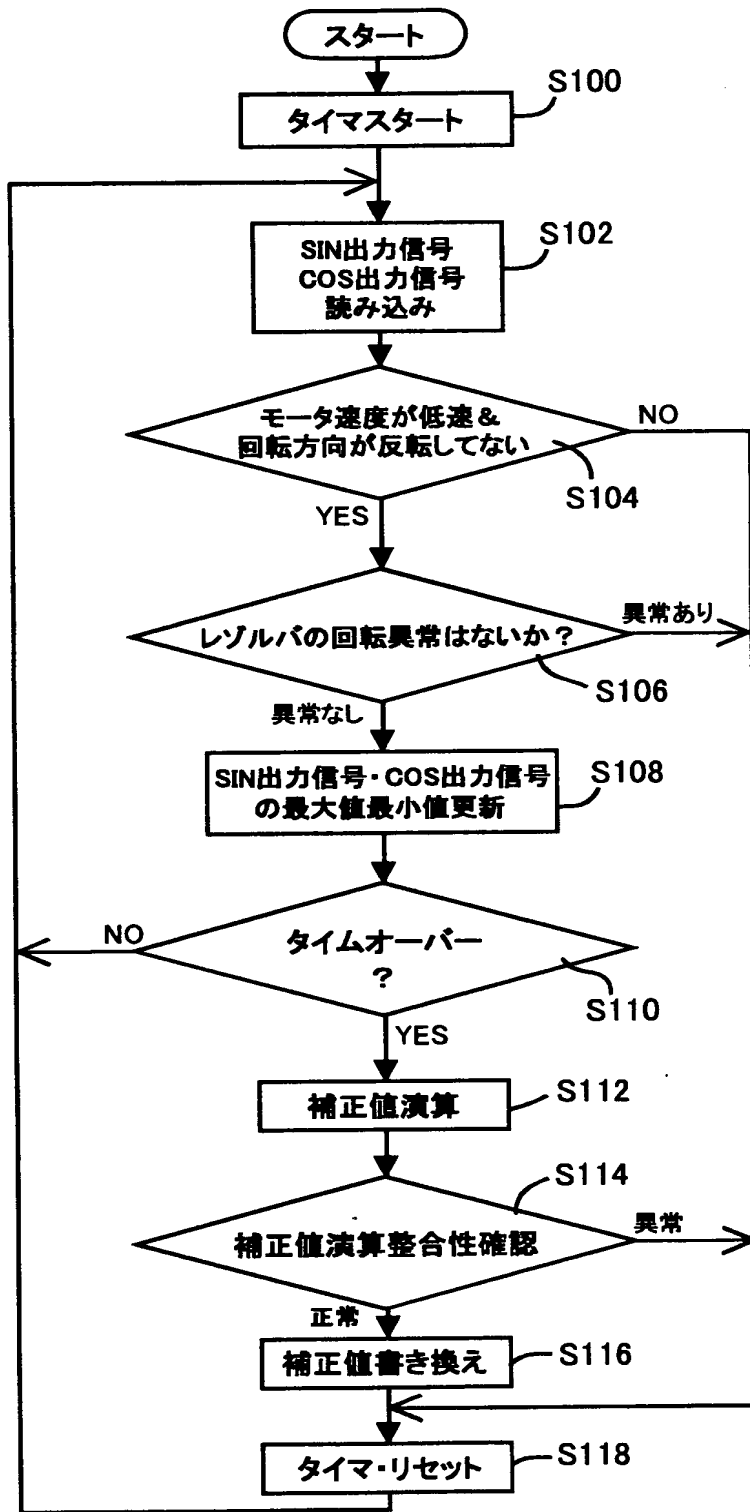 スタート
タイマスタート
S100
SIN出力信号
COS出力信号
読み込み
S102
モータ速度が低速&
回転方向が反転してない
NO
S104
YES
レゾルバの回転異常はないか?
異常あり
S106
異常なし
SIN出力信号・COS出力信号
の最大値最小値更新
S108
タイムオーバー
?
NO
S110
YES
補正値演算
S112
S114
補正値演算整合性確認
異常
正常
補正値書き換え
S116
タイマ・リセット
S118